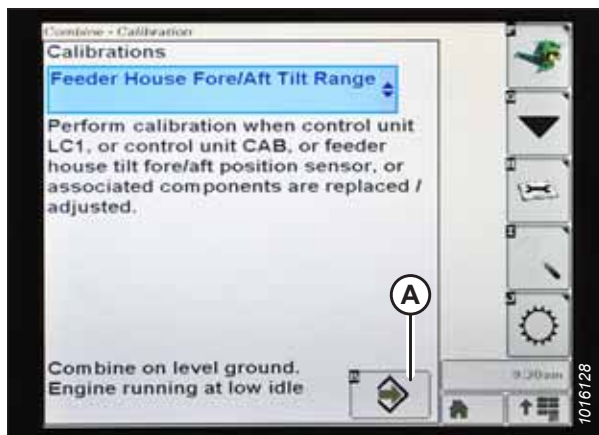 Combine - Calibration
Calibrations
Feeder House Fore/Aft Tilt Range
Perform calibration when control unit
LC1, or control unit CAB, or feeder
house tilt fore/aft position sensor, or
associated components are replaced /
adjusted.
A
Combine on level ground.
Engine running at low idle
9:20am
1016128